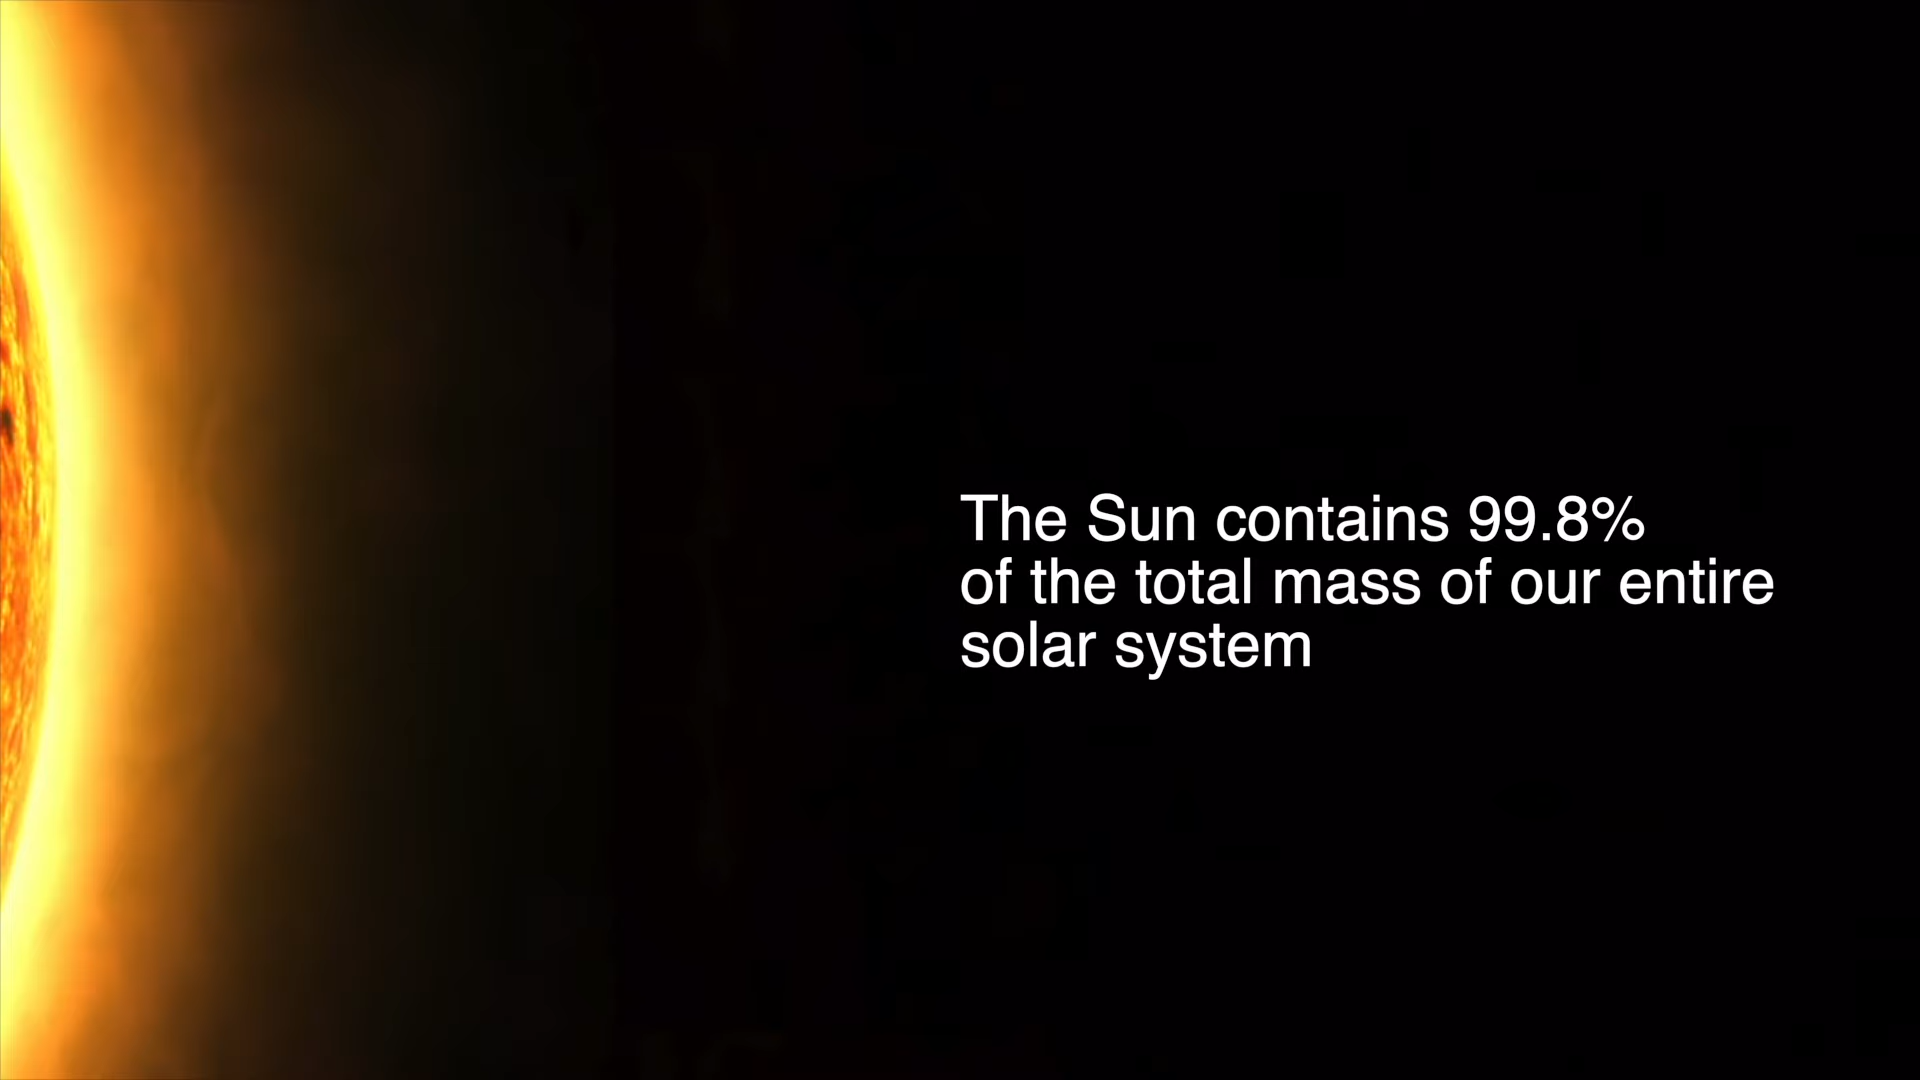 The Sun contains 99.8%
of the total mass of our entire
solar system